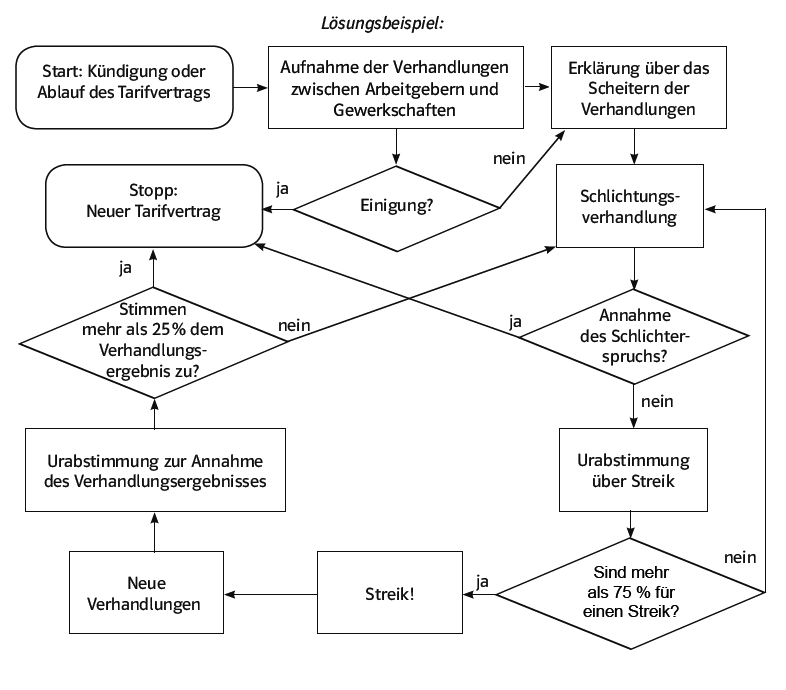 Lösungsbeispiel:
Start: Kündigung oder
Ablauf des Tarifvertrags
Aufnahme der Verhandlungen
zwischen Arbeitgebern und
Gewerkschaften
Erklärung über das
Scheitern der
Verhandlungen
nein
Stopp:
Neuer Tarifvertrag
ja
Einigung?
Schlichtungs-
verhandlung
ja
Stimmen
mehr als 25% dem
Verhandlungs-
ergebnis zu?
nein
ja
Annahme
des Schlichter-
spruchs?
nein
Urabstimmung zur Annahme
des Verhandlungsergebnisses
Urabstimmung
über Streik
Neue
Verhandlungen
Streik!
ja
Sind mehr
als 75 % für
einen Streik?
nein